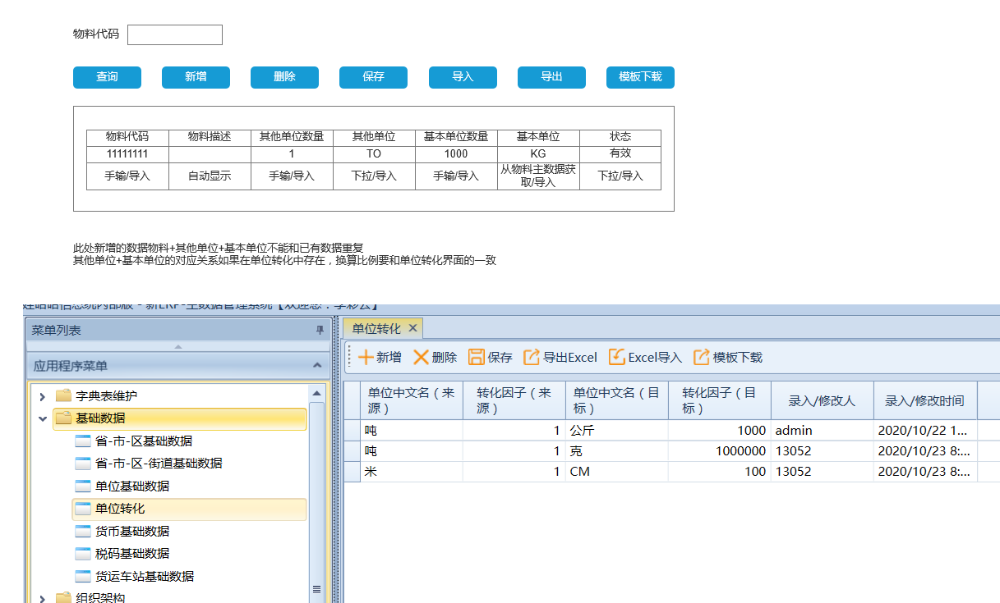 物料代码
查询 新增 删除 保存 导入 导出 模板下载
物料代码 物料描述 其他单位数量 其他单位 基本单位数量 基本单位 状态
11111111 1 TO 1000 KG 有效
手输/导入 自动显示 手输/导入 下拉/导入 手输/导入 从物料主数据获取/导入 下拉/导入
此处新增的数据物料+其他单位+基本单位不能和已有数据重复
其他单位+基本单位的对应关系如果在单位转化中存在，换算比例要和单位转化界面的一致
菜单列表
应用程序菜单
字典表维护
基础数据
省-市-区基础数据
省-市-区-街道基础数据
单位基础数据
单位转化
货币基础数据
税码基础数据
货运车站基础数据
组织架构
单位转化
新增 删除 保存 导出Excel Excel导入 模板下载
单位中文名（来源） 转化因子（来源） 单位中文名（目标） 转化因子（目标） 录入/修改人 录入/修改时间
吨 1 公斤 1000 admin 2020/10/22 1...
吨 1 克 1000000 13052 2020/10/23 8:...
米 1 CM 100 13052 2020/10/23 8:...